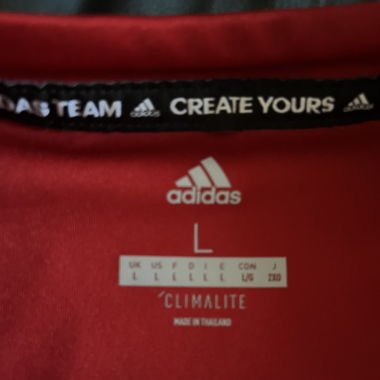 DAS TEAM adidas CREATE YOURS adidas
adidas
L
UK US F D I E CON J
L L L L L L L/G 2XO
CLIMALITE
MADE IN THAILAND